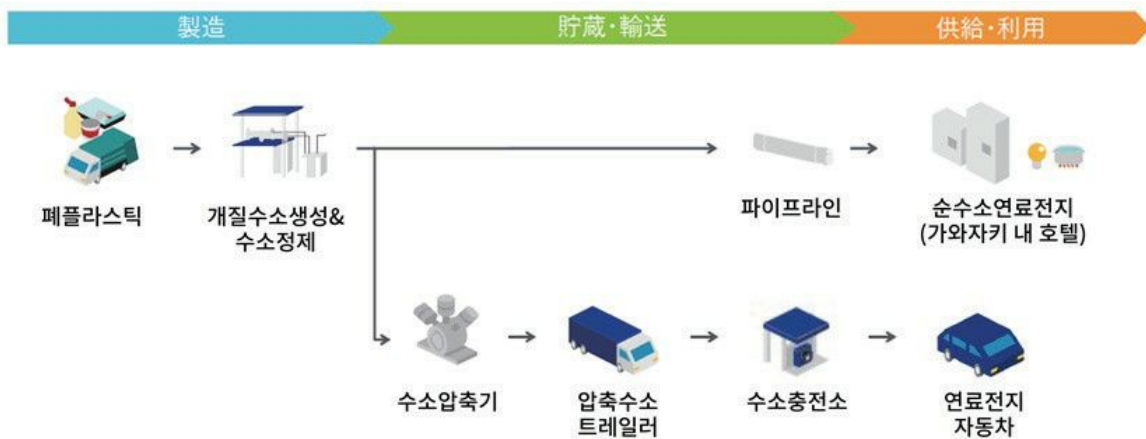 製造
貯蔵·輸送
供給·利用
폐플라스틱
개질수소생성&
수소정제
파이프라인
순수소연료전지
(가와자키 내 호텔)
수소압축기
압축수소
트레일러
수소충전소
연료전지
자동차